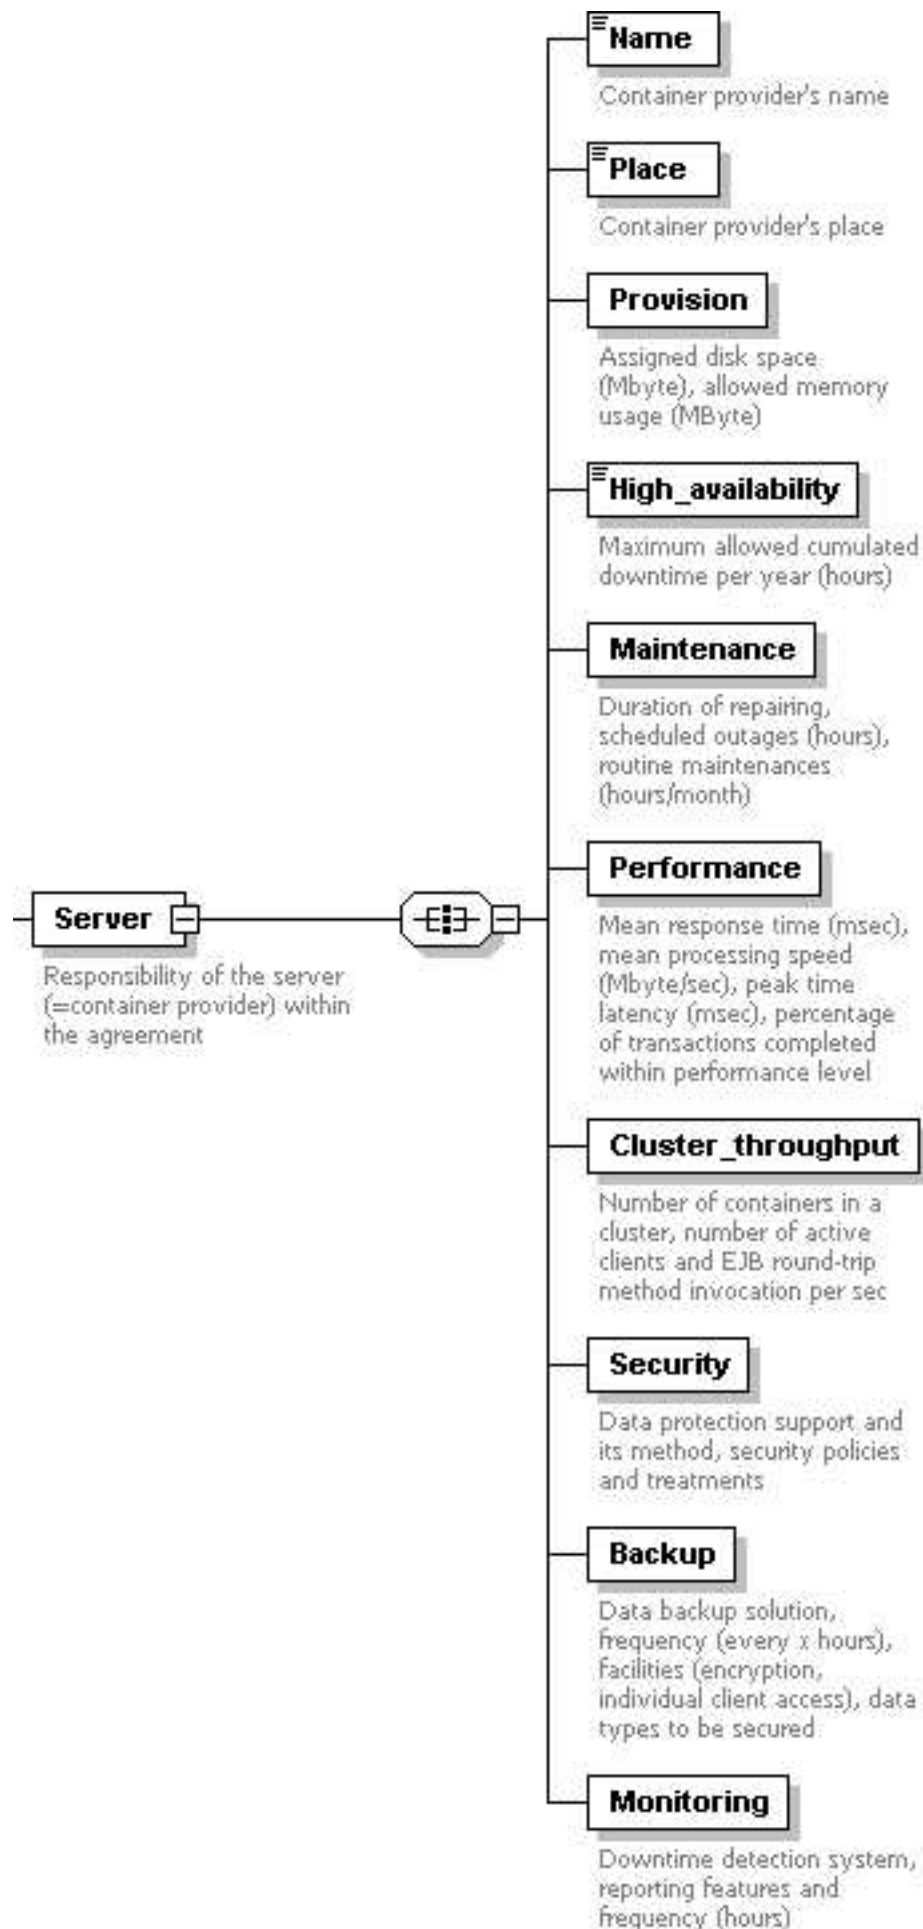 Name
Container provider's name
Place
Container provider's place
Provision
Assigned disk space
(Mbyte), allowed memory
usage (MByte)
High_availability
Maximum allowed cumulated
downtime per year (hours)
Maintenance
Duration of repairing,
scheduled outages (hours),
routine maintenances
(hours/month)
Performance
Mean response time (msec),
mean processing speed
(Mbyte/sec), peak time
latency (msec), percentage
of transactions completed
within performance level
Server
Responsibility of the server
(=container provider) within
the agreement
Cluster_throughput
Number of containers in a
cluster, number of active
clients and EJB round-trip
method invocation per sec
Security
Data protection support and
its method, security policies
and treatments
Backup
Data backup solution,
frequency (every x hours),
facilities (encryption,
individual client access), data
types to be secured
Monitoring
Downtime detection system,
reporting features and
frequency (hours)